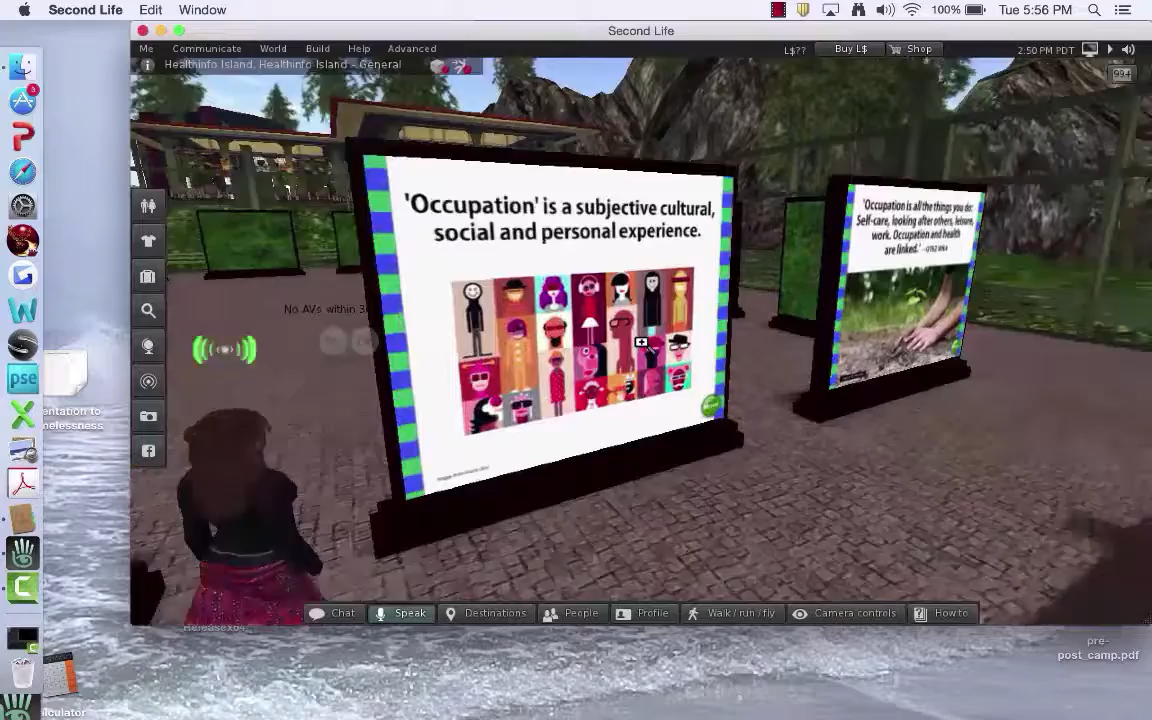 Second Life Edit Window
100% Tue 5:56 PM
Second Life
Me Communicate World Build Help Advanced
L$?? Buy L$ Shop 2:50 PM PDT
Healthinfo Island, Healthinfo Island - General
99+
'Occupation' is a subjective cultural,
social and personal experience.
'Occupation is all the things you do:
Self-care, looking after others, leisure,
work. Occupation and health
are linked.'
No AVs within
pse
entation to
melessness
Chat Speak Destinations People Profile Walk / run / fly Camera controls How to
pre-
post_camp.pdf
lculator